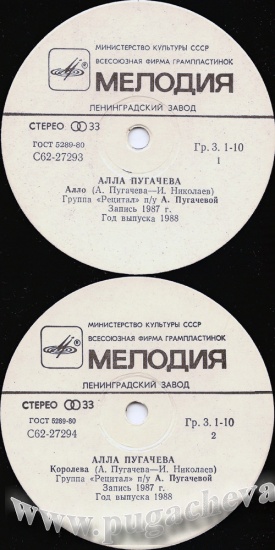 МИНИСТЕРСТВО КУЛЬТУРЫ СССР
ВСЕСОЮЗНАЯ ФИРМА ГРАМПЛАСТИНОК
МЕЛОДИЯ
ЛЕНИНГРАДСКИЙ ЗАВОД
СТЕРЕО 33
ГОСТ 5289-80
С62-27293
Гр. 3. 1-10
1
АЛЛА ПУГАЧЕВА
Алло (А. Пугачева—И. Николаев)
Группа «Рецитал» п/у А. Пугачевой
Запись 1987 г.
Год выпуска 1988
МИНИСТЕРСТВО КУЛЬТУРЫ СССР
ВСЕСОЮЗНАЯ ФИРМА ГРАМПЛАСТИНОК
МЕЛОДИЯ
ЛЕНИНГРАДСКИЙ ЗАВОД
СТЕРЕО 33
ГОСТ 5289-80
С62-27294
Гр. 3. 1-10
2
АЛЛА ПУГАЧЕВА
Королева (А. Пугачева—И. Николаев)
Группа «Рецитал» п/у А. Пугачевой
Запись 1987 г.
Год выпуска 1988
www.pugacheva